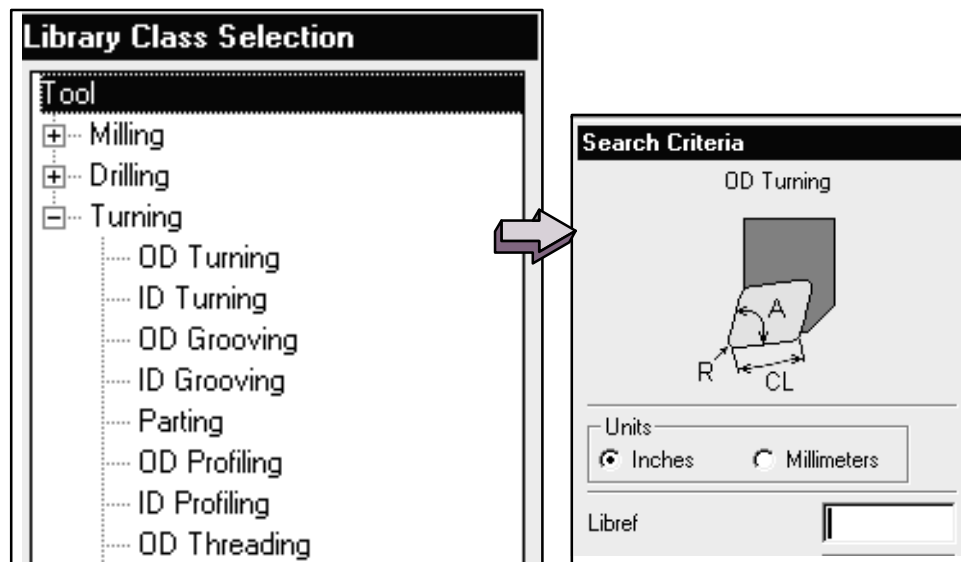 Library Class Selection
Tool
Milling
Drilling
Turning
OD Turning
ID Turning
OD Grooving
ID Grooving
Parting
OD Profiling
ID Profiling
OD Threading
Search Criteria
OD Turning
A
R
CL
Units
Inches Millimeters
Libref